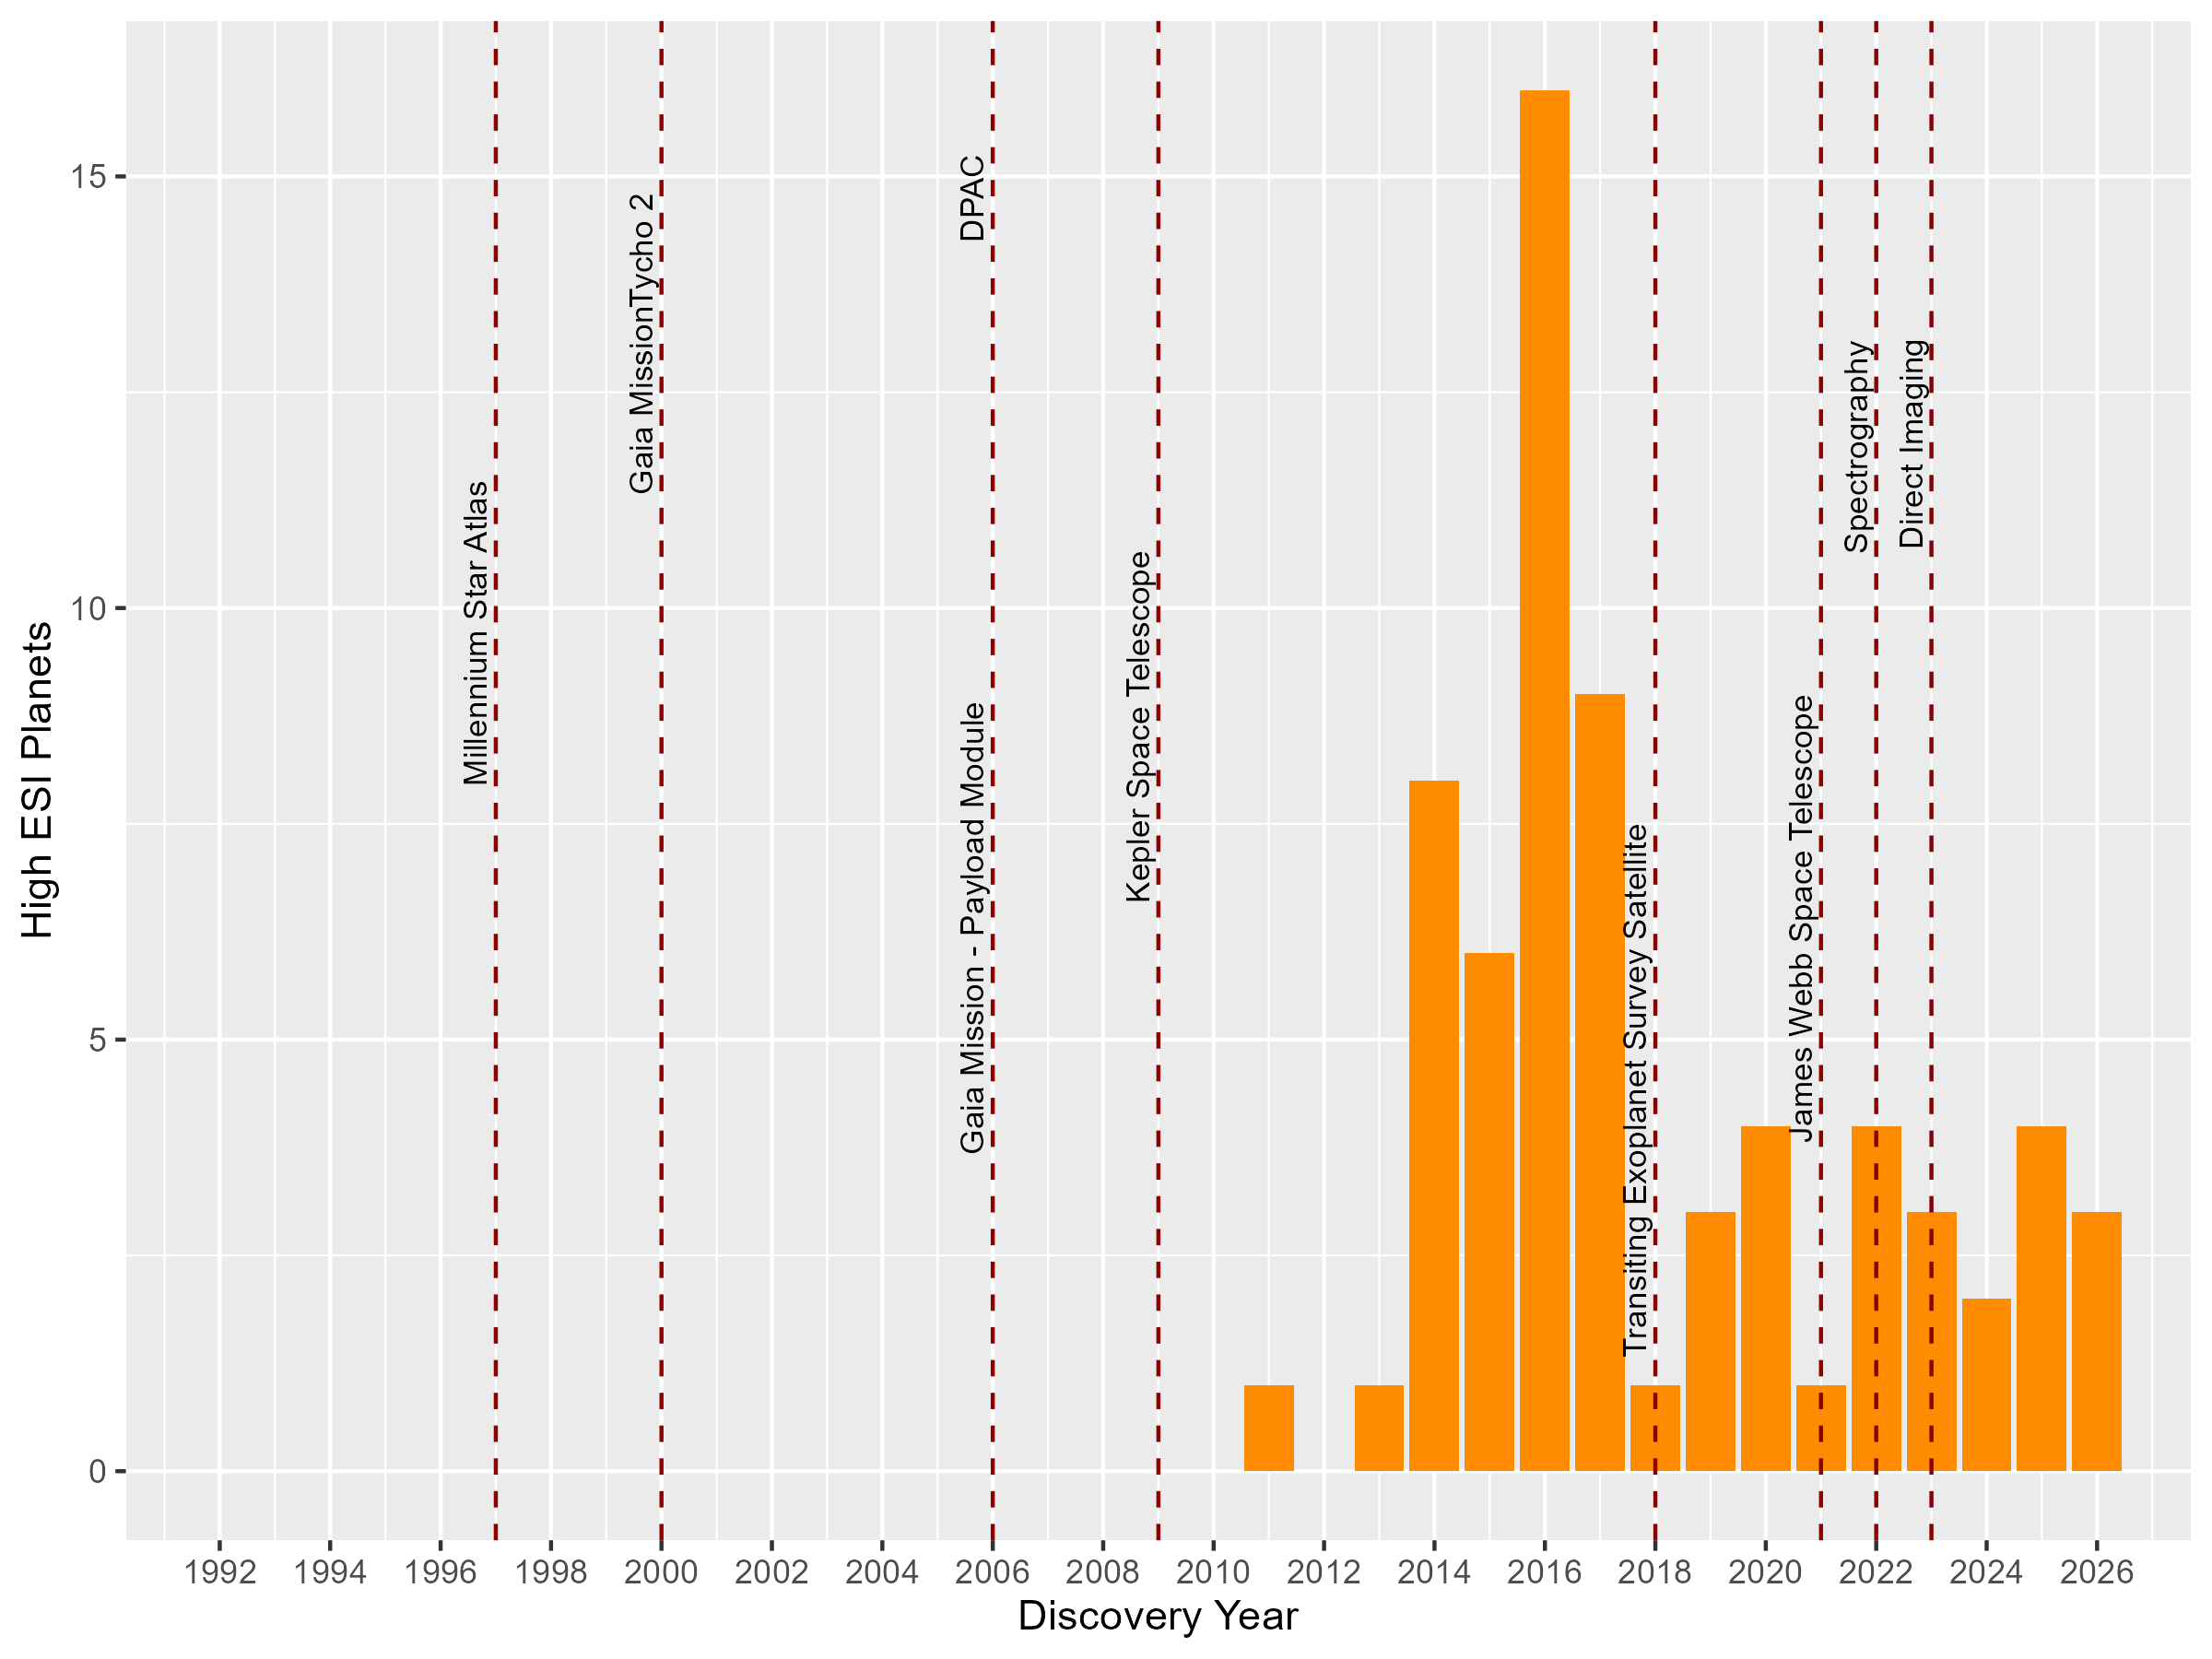 High ESI Planets
15
10
5
0
Millennium Star Atlas
Gaia MissionTycho 2
DPAC
Gaia Mission - Payload Module
Kepler Space Telescope
Transiting Exoplanet Survey Satellite
James Webb Space Telescope
Spectrography
Direct Imaging
1992 1994 1996 1998 2000 2002 2004 2006 2008 2010 2012 2014 2016 2018 2020 2022 2024 2026
Discovery Year